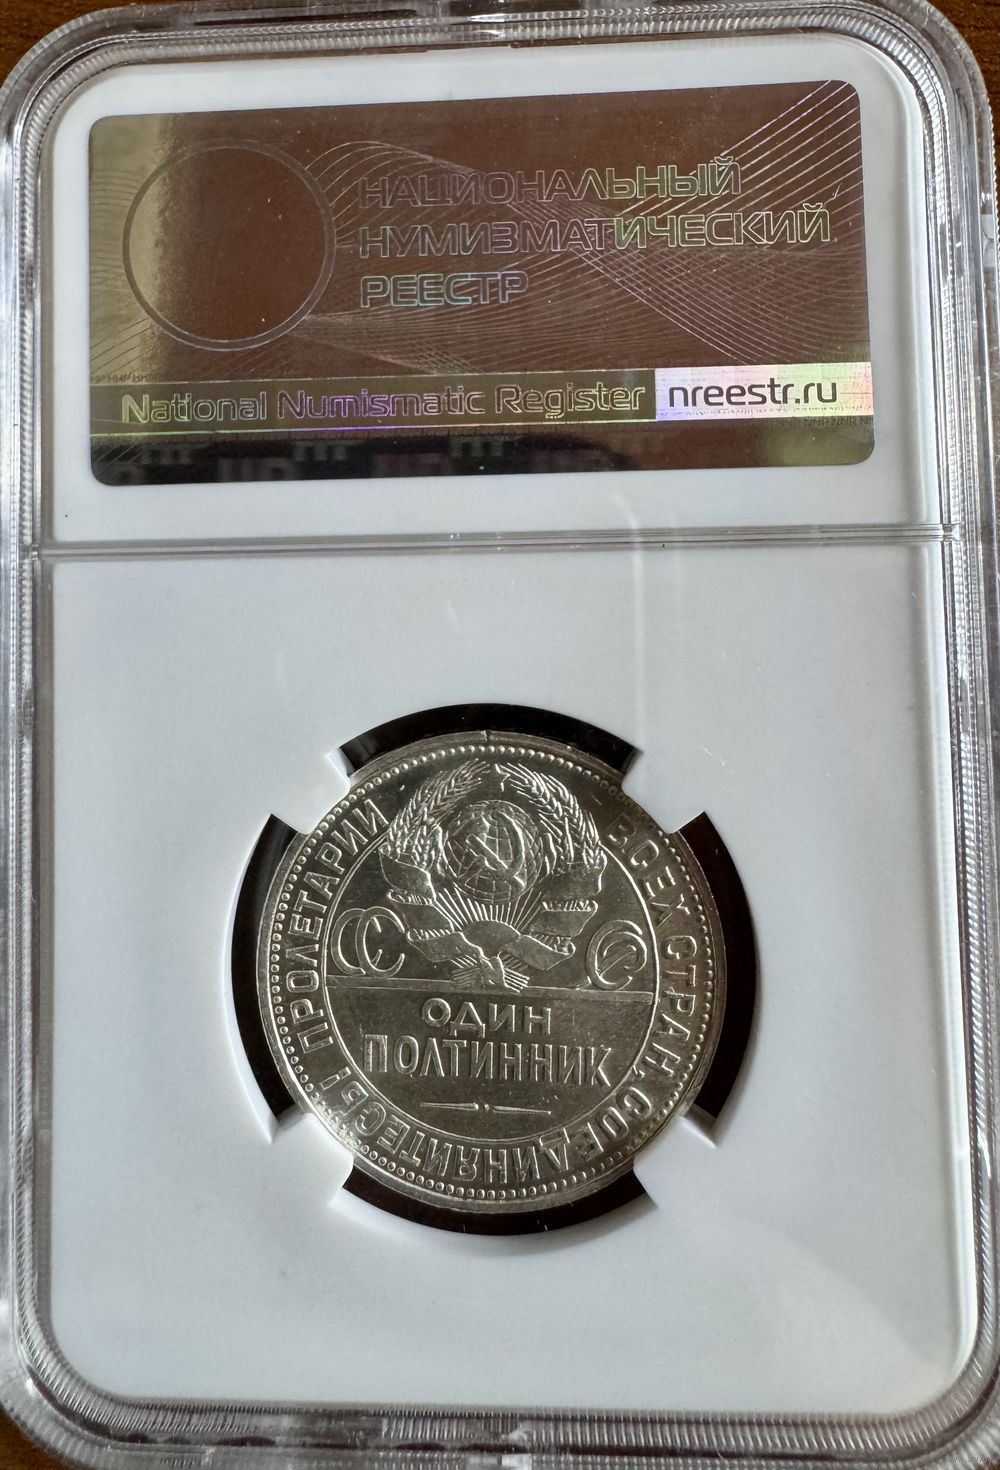 НАЦИОНАЛЬНЫЙ
НУМИЗМАТИЧЕСКИЙ
РЕЕСТР
National Numismatic Register
nreestr.ru
ПРОЛЕТАРИИ ВСЕХ СТРАН, СОЕДИНЯЙТЕСЬ!
СС СР
ОДИН
ПОЛТИННИК